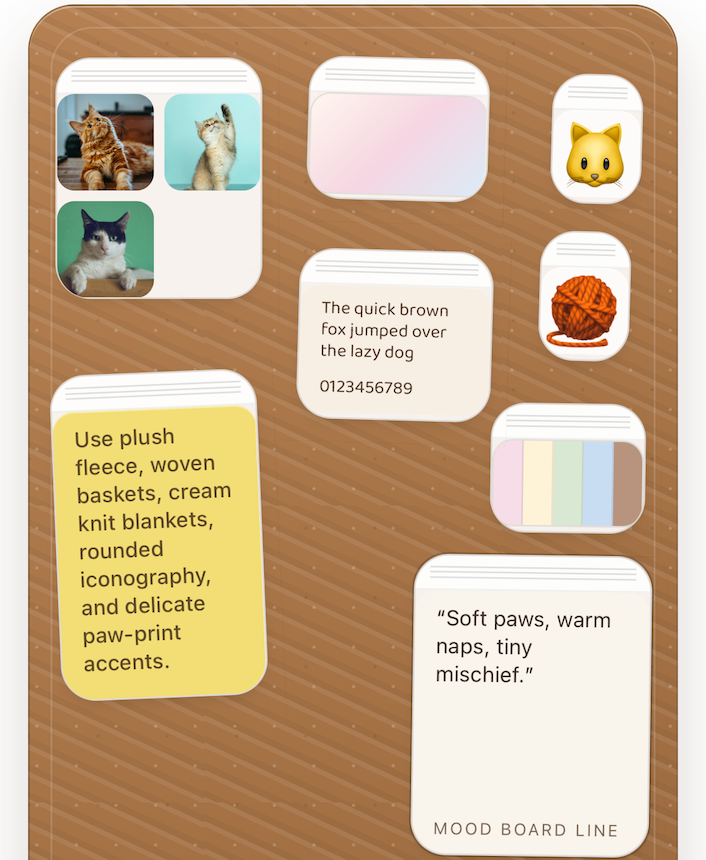 The quick brown
fox jumped over
the lazy dog
0123456789
Use plush
fleece, woven
baskets, cream
knit blankets,
rounded
iconography,
and delicate
paw-print
accents.
“Soft paws, warm
naps, tiny
mischief.”
MOOD BOARD LINE